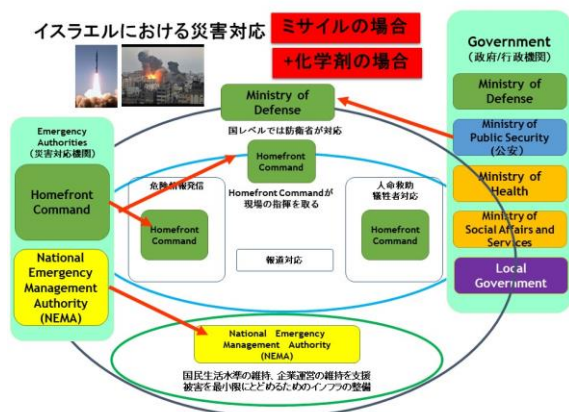 イスラエルにおける災害対応
ミサイルの場合
+化学剤の場合
Government
(政府/行政機関)
Ministry of
Defense
Ministry of
Public Security
(公安)
Ministry of
Health
Ministry of
Social Affairs and
Services
Local
Government
Emergency
Authorities
(災害対応機関)
Homefront
Command
National
Emergency
Management
Authority
(NEMA)
Ministry of
Defense
国レベルでは防衛省が対応
Homefront
Command
Homefront Commandが
現場の指揮を取る
危険情報発信
Homefront
Command
人命救助
犠牲者対応
Homefront
Command
報道対応
National Emergency
Management Authority
(NEMA)
国民生活水準の維持、企業運営の維持を支援
被害を最小限にとどめるためのインフラの整備